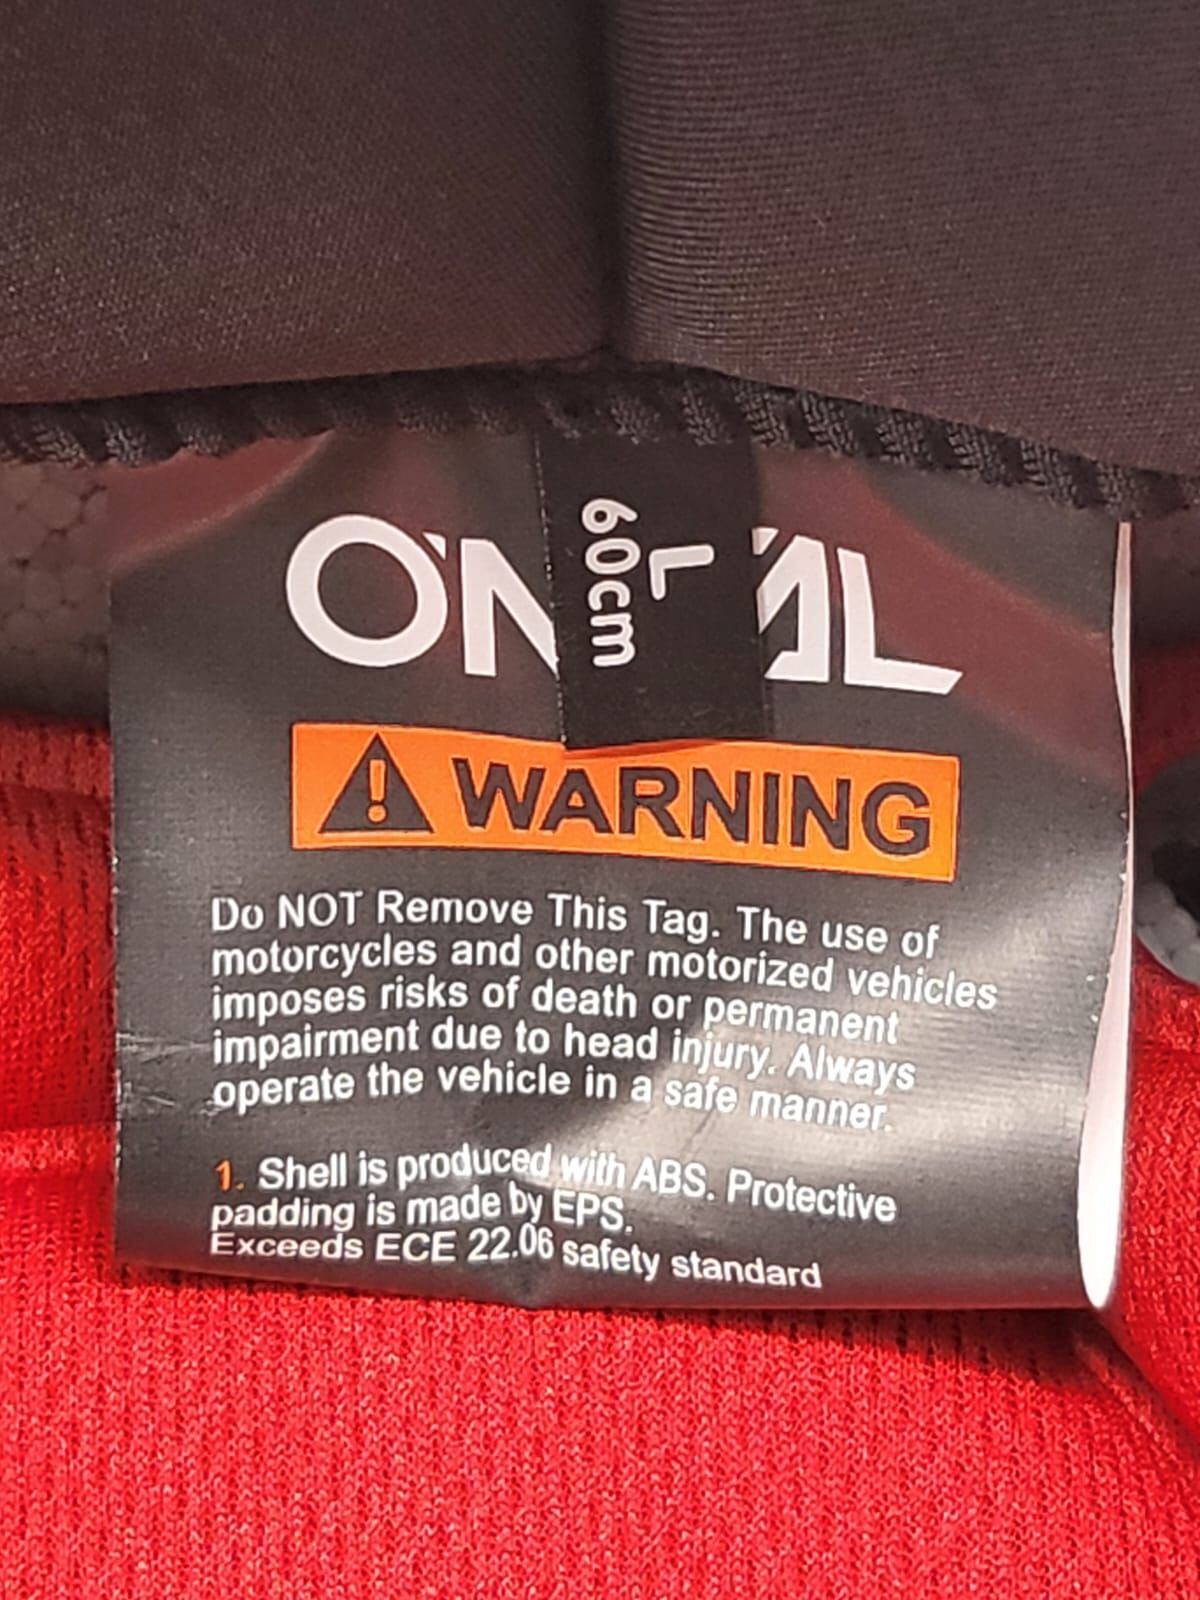 O'N AL
L
60cm
WARNING
Do NOT Remove This Tag. The use of
motorcycles and other motorized vehicles
imposes risks of death or permanent
impairment due to head injury. Always
operate the vehicle in a safe manner.
1. Shell is produced with ABS. Protective
padding is made by EPS.
Exceeds ECE 22.06 safety standard